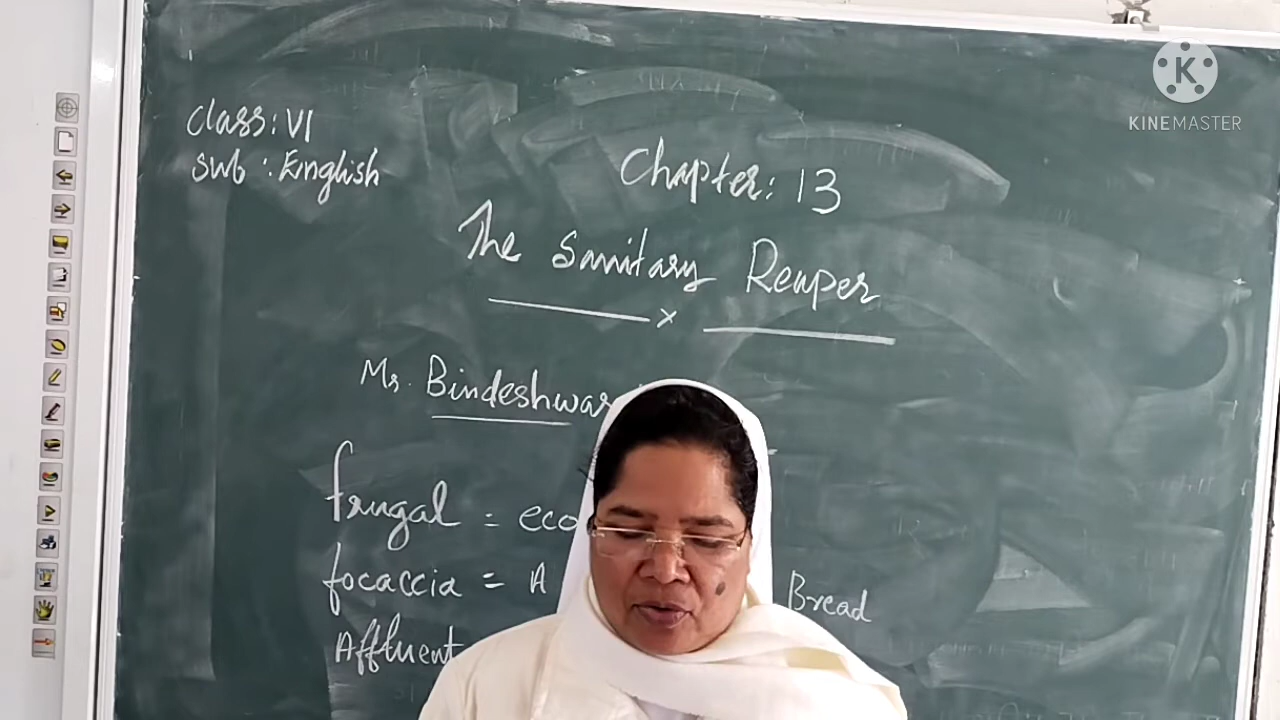 class: VI
sub: English
Chapter: 13
The Sanitary Reaper
x
Mr. Bindeshwar
frugal = eco
focaccia = A Bread
Affluent
K
KINEMASTER